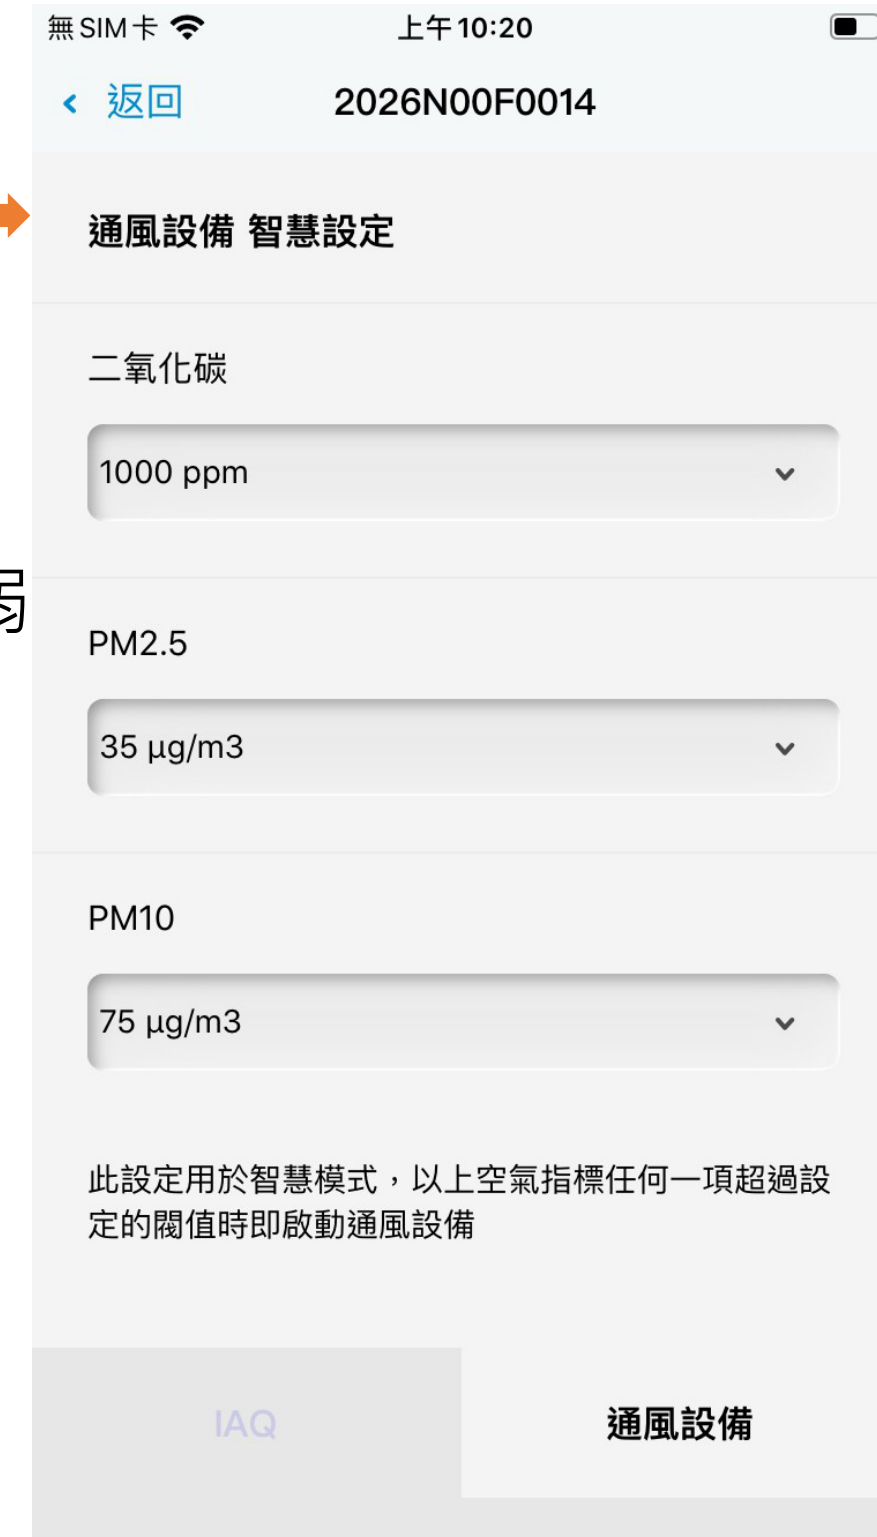 無SIM卡 上午10:20
返回 2026N00F0014
通風設備 智慧設定
二氧化碳
1000 ppm
PM2.5
35 μg/m3
PM10
75 μg/m3
此設定用於智慧模式，以上空氣指標任何一項超過設
定的閥值時即啟動通風設備
IAQ 通風設備